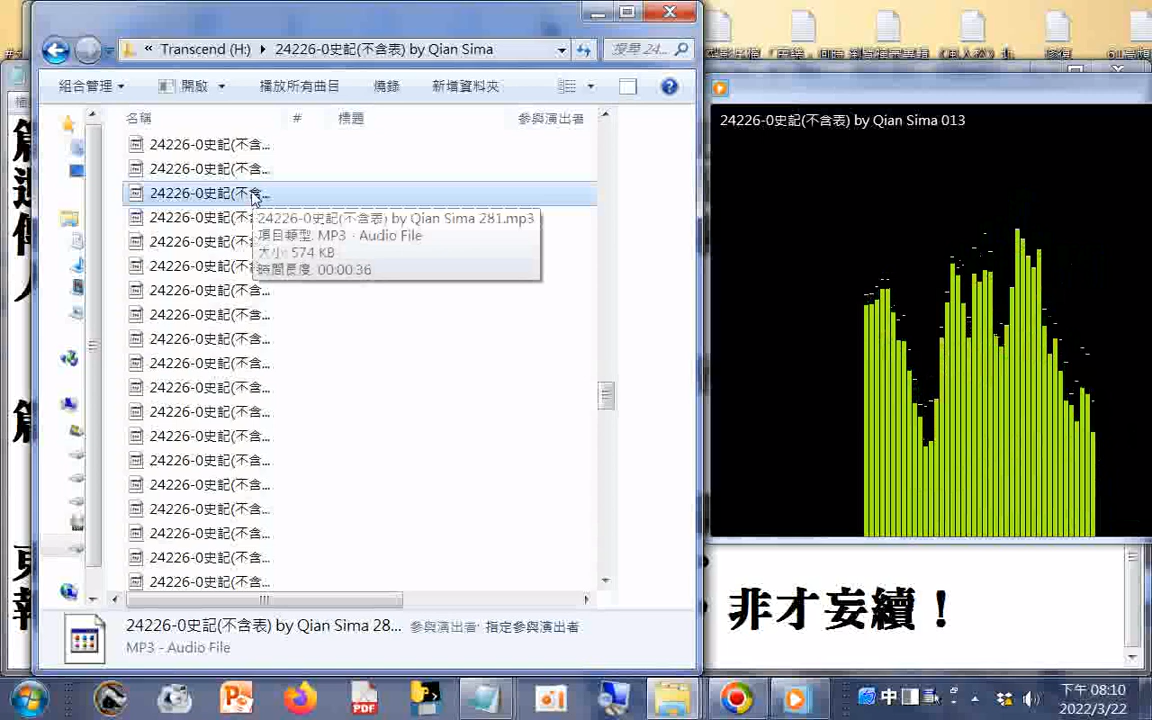 « Transcend (H:) ▸ 24226-0史記(不含表) by Qian Sima
搜尋 24...
組合管理
開啟
播放所有曲目
燒錄
新增資料夾
名稱
#
標題
參與演出者
24226-0史記(不含...
24226-0史記(不含...
24226-0史記(不含...
24226-0史記(不含
24226-0史記(不含
24226-0史記(不含
24226-0史記(不含...
24226-0史記(不含...
24226-0史記(不含...
24226-0史記(不含...
24226-0史記(不含...
24226-0史記(不含...
24226-0史記(不含...
24226-0史記(不含...
24226-0史記(不含...
24226-0史記(不含...
24226-0史記(不含...
24226-0史記(不含...
24226-0史記(不含...
24226-0史記(不含表) by Qian Sima 281.mp3
項目類型: MP3 - Audio File
大小: 574 KB
時間長度: 00:00:36
24226-0史記(不含表) by Qian Sima 28...
參與演出者: 指定參與演出者
MP3 - Audio File
24226-0史記(不含表) by Qian Sima 013
非才妄續！
PDF
中
下午 08:10
2022/3/22